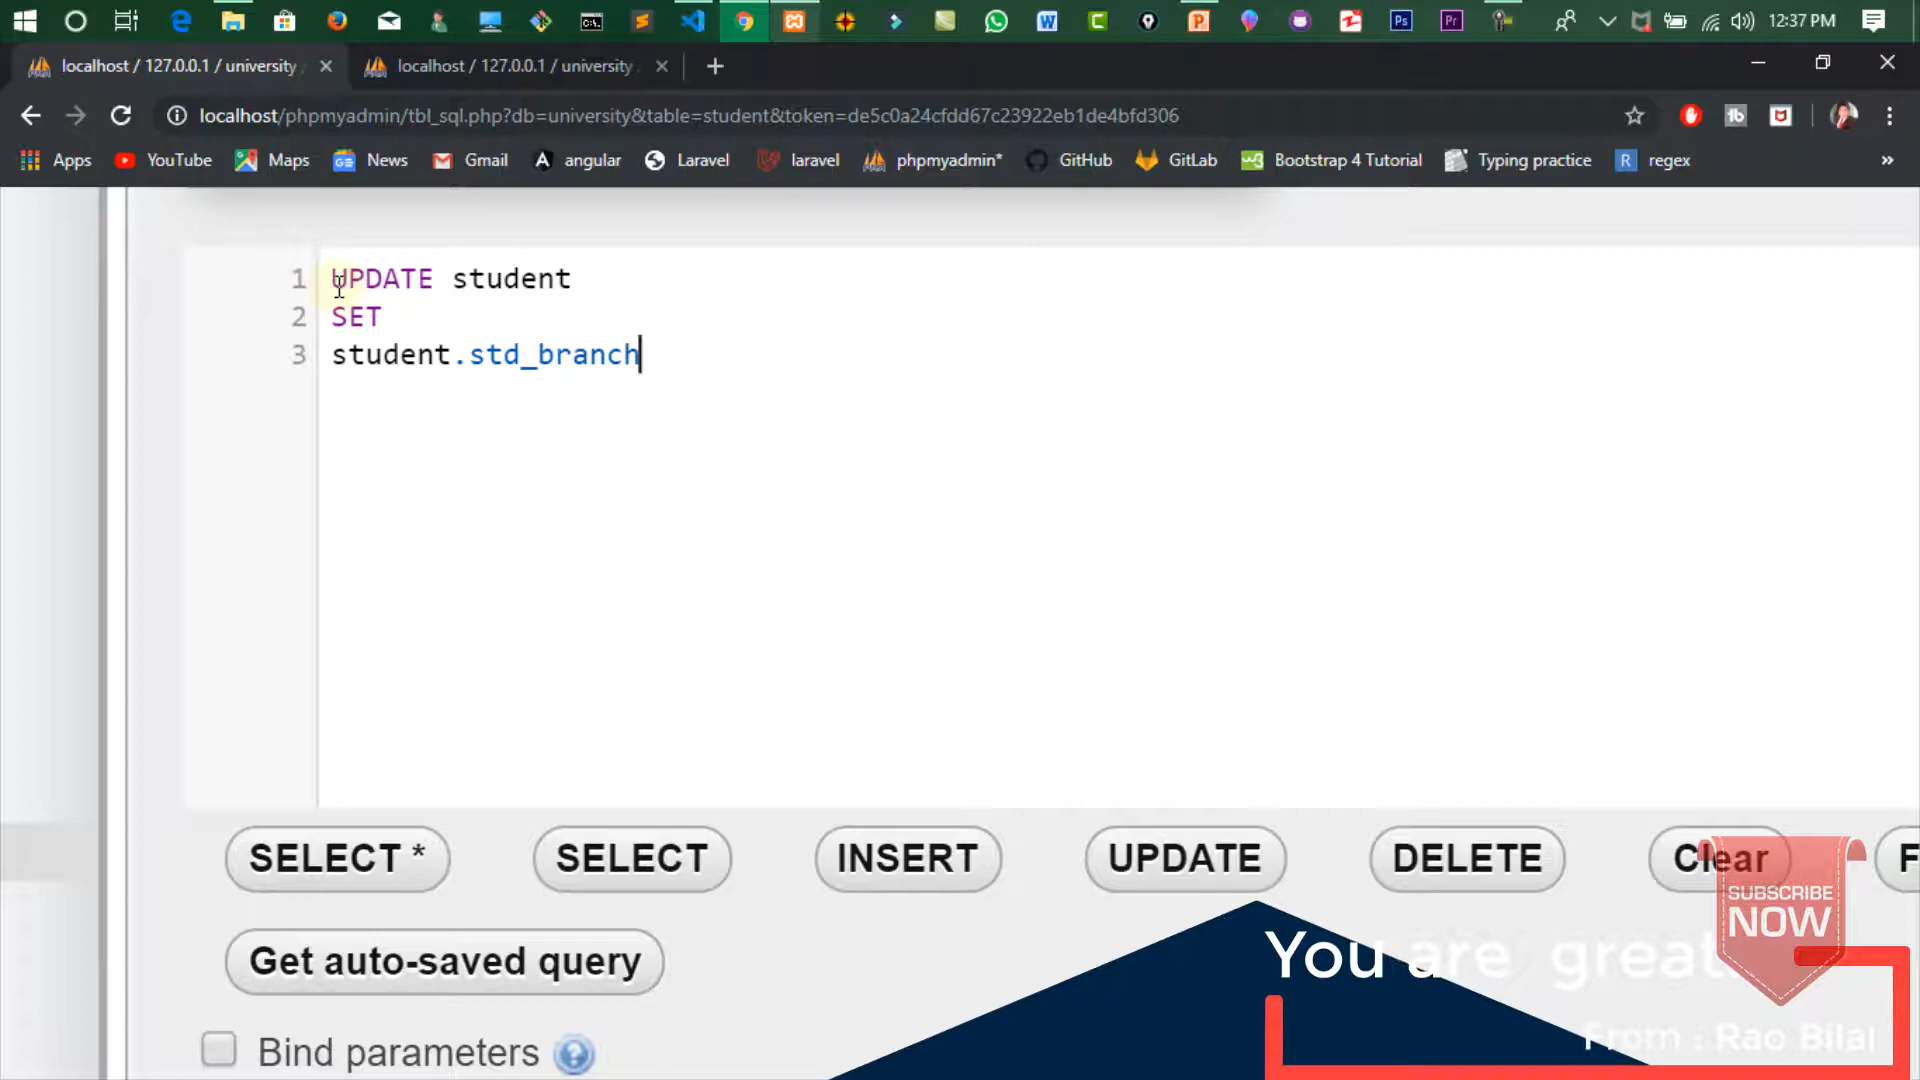 12:37 PM
localhost / 127.0.0.1 / university
localhost / 127.0.0.1 / university
localhost/phpmyadmin/tbl_sql.php?db=university&table=student&token=de5c0a24cfdd67c23922eb1de4bfd306
Apps YouTube Maps News Gmail angular Laravel laravel phpmyadmin* GitHub GitLab Bootstrap 4 Tutorial Typing practice regex »
1 UPDATE student
2 SET
3 student.std_branch
SELECT * SELECT INSERT UPDATE DELETE Clear F
Get auto-saved query
SUBSCRIBE
NOW
You are great.
Bind parameters
From : Rao Bilal